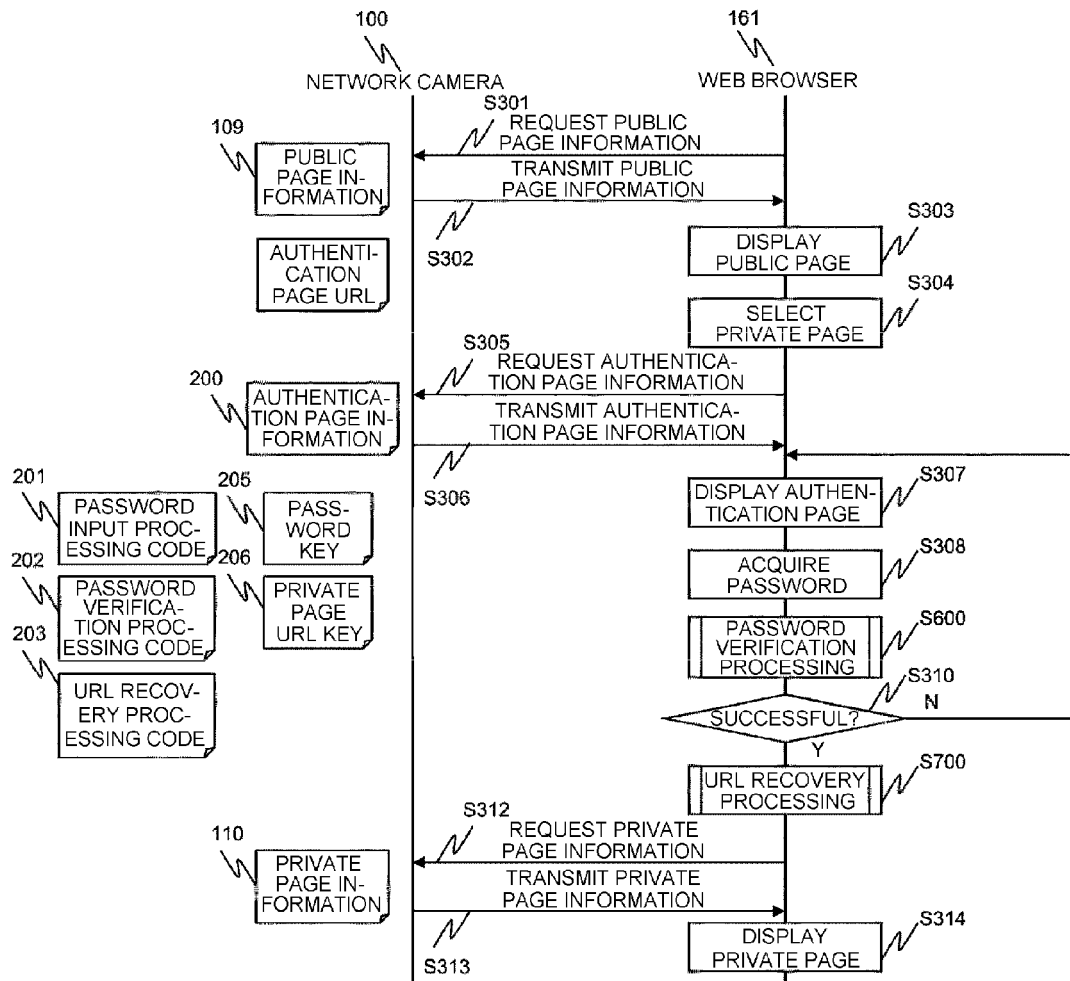 100
161
NETWORK CAMERA
WEB BROWSER
S301
REQUEST PUBLIC
PAGE INFORMATION
109
PUBLIC
PAGE IN-
FORMATION
TRANSMIT PUBLIC
PAGE INFORMATION
S302
AUTHENTI-
CATION
PAGE URL
S303
DISPLAY
PUBLIC PAGE
S304
SELECT
PRIVATE PAGE
S305
REQUEST AUTHENTICA-
TION PAGE INFORMATION
200
AUTHENTICA-
TION PAGE IN-
FORMATION
TRANSMIT AUTHENTICA-
TION PAGE INFORMATION
S306
201
PASSWORD
INPUT PROC-
ESSING CODE
205
PASS-
WORD
KEY
S307
DISPLAY AUTHEN-
TICATION PAGE
S308
ACQUIRE
PASSWORD
202
PASSWORD
VERIFICA-
TION PROC-
ESSING CODE
206
PRIVATE
PAGE
URL KEY
S600
PASSWORD
VERIFICATION
PROCESSING
203
URL RECOV-
ERY PROC-
ESSING CODE
S310
SUCCESSFUL?
N
Y
S700
URL RECOVERY
PROCESSING
S312
REQUEST PRIVATE
PAGE INFORMATION
110
PRIVATE
PAGE IN-
FORMATION
TRANSMIT PRIVATE
PAGE INFORMATION
S313
S314
DISPLAY
PRIVATE PAGE